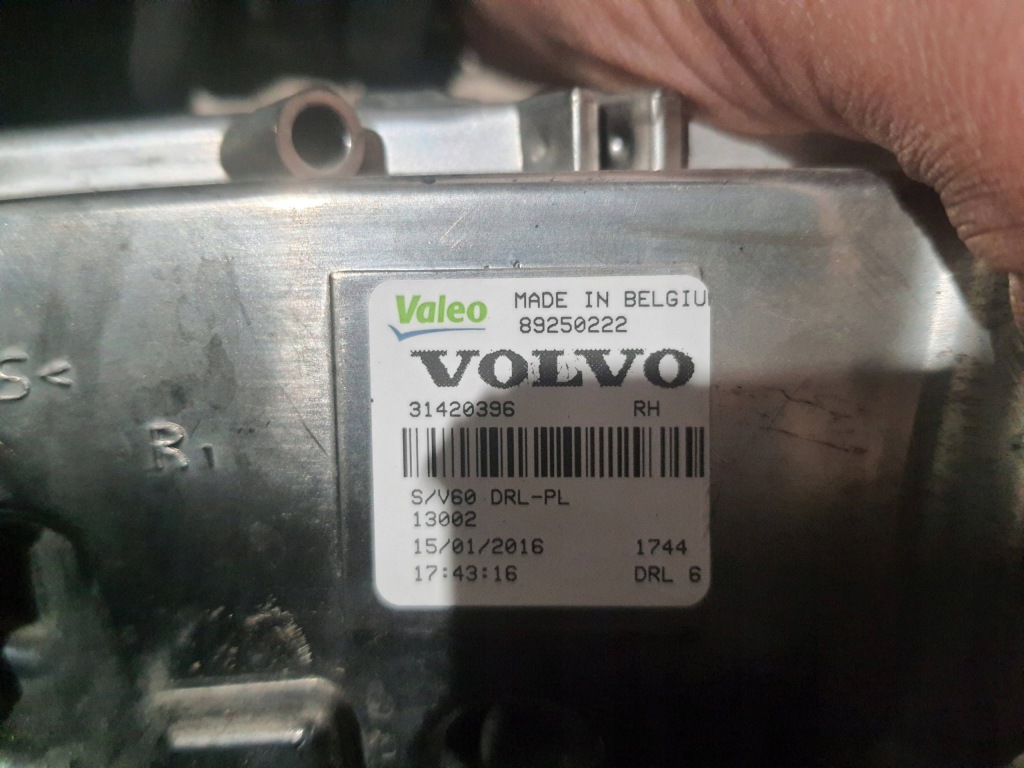 Valeo MADE IN BELGIU
89250222
VOLVO
31420396 RH
S/V60 DRL-PL
13002
15/01/2016 1744
17:43:16 DRL 6
S<
R1